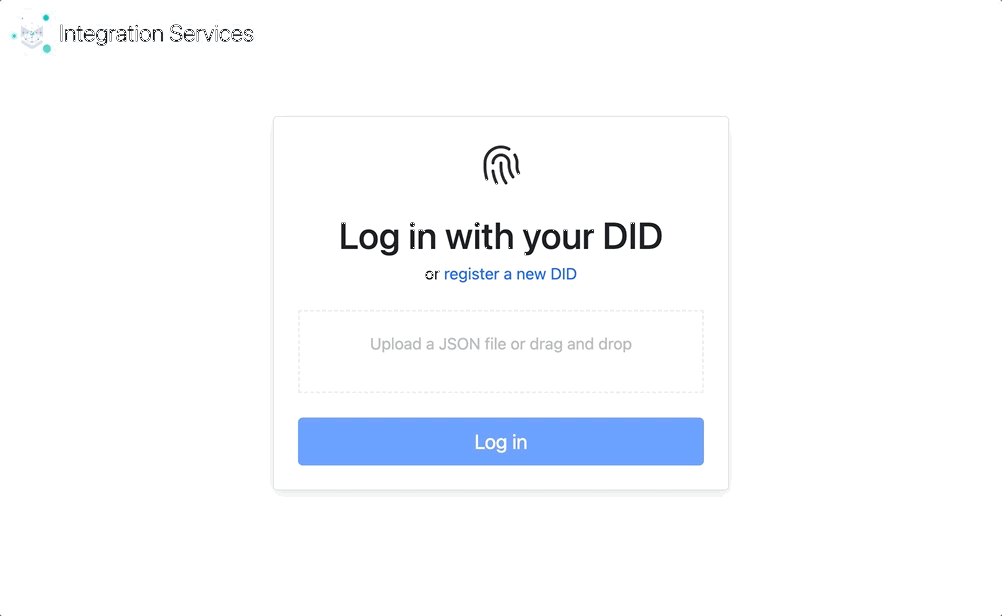 Integration Services
Log in with your DID
or register a new DID
Upload a JSON file or drag and drop
Log in